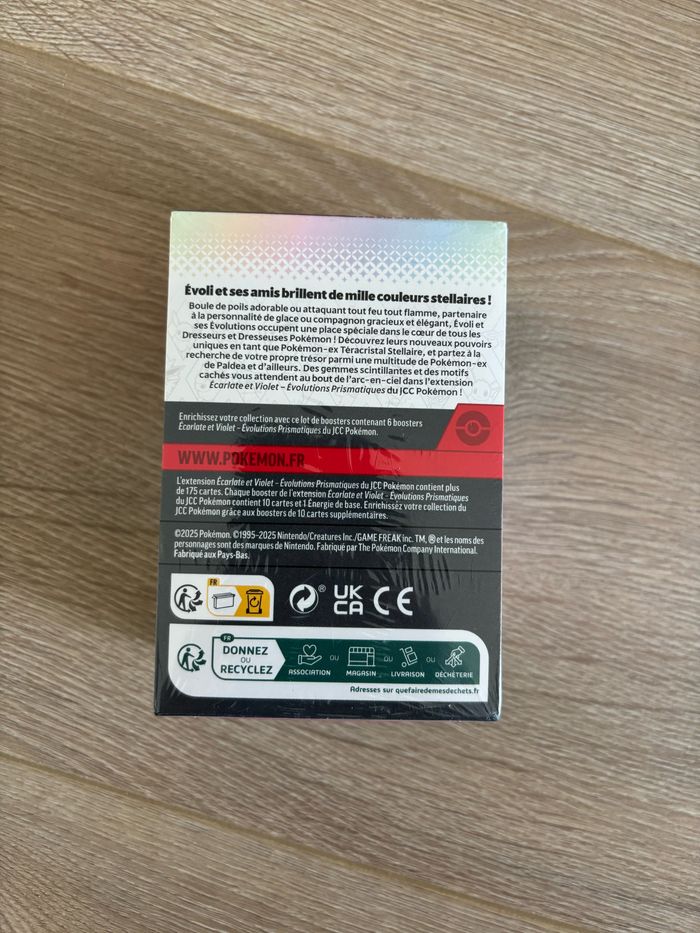 Évoli et ses amis brillent de mille couleurs stellaires !
Boule de poils adorable ou attaquant tout feu tout flamme, partenaire
à la personnalité de glace ou compagnon gracieux et élégant, Évoli et
ses Évolutions occupent une place spéciale dans le cœur de tous les
Dresseurs et Dresseuses Pokémon ! Découvrez leurs nouveaux pouvoirs
uniques en tant que Pokémon-ex Téracristal Stellaire, et partez à la
recherche de votre propre trésor parmi une multitude de Pokémon-ex
de Paldea et d'ailleurs. Des gemmes scintillantes et des motifs
cachés vous attendent au bout de l'arc-en-ciel dans l'extension
Écarlate et Violet – Évolutions Prismatiques du JCC Pokémon !
Enrichissez votre collection avec ce lot de boosters contenant 6 boosters
Écarlate et Violet – Évolutions Prismatiques du JCC Pokémon.
WWW.POKEMON.FR
L'extension Écarlate et Violet – Évolutions Prismatiques du JCC Pokémon contient plus
de 175 cartes. Chaque booster de l'extension Écarlate et Violet – Évolutions Prismatiques
du JCC Pokémon contient 10 cartes et 1 Énergie de base. Enrichissez votre collection du
JCC Pokémon grâce aux boosters de 10 cartes supplémentaires.
©2025 Pokémon. ©1995-2025 Nintendo/Creatures Inc./GAME FREAK inc. TM, ® et les noms des
personnages sont des marques de Nintendo. Fabriqué par The Pokémon Company International.
Fabriqué aux Pays-Bas.
FR
® UK CA CE
FR
DONNEZ
OU
RECYCLEZ
ASSOCIATION OU MAGASIN OU LIVRAISON OU DÉCHÈTERIE
Adresses sur quefairedemesdechets.fr